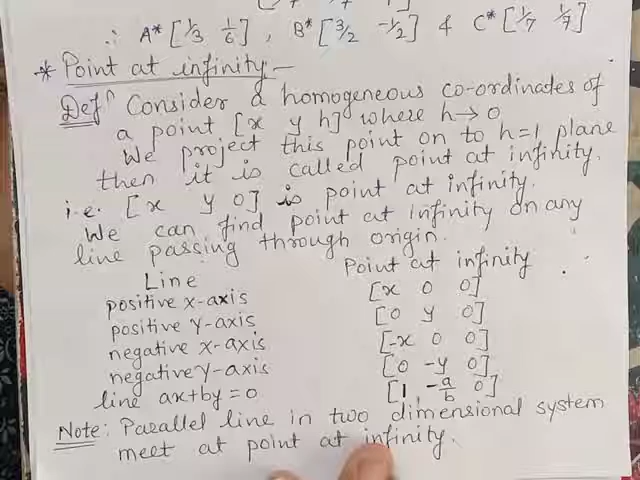 ∴ A* [1/3 1/6] , B* [3/2 -1/2] & C* [1/7 1/7]
* Point at infinity –
Defⁿ Consider a homogeneous co-ordinates of
a point [x y h] where h→0
We project this point on to h=1 plane
then it is called point at infinity.
i.e. [x y 0] is point at infinity.
We can find point at infinity on any
line passing through origin.
Line Point at infinity
positive x-axis [x 0 0]
positive y-axis [0 y 0]
negative x-axis [-x 0 0]
negative y-axis [0 -y 0]
line ax+by=0 [1 -a/b 0]
Note: Parallel line in two dimensional system
meet at point at infinity.